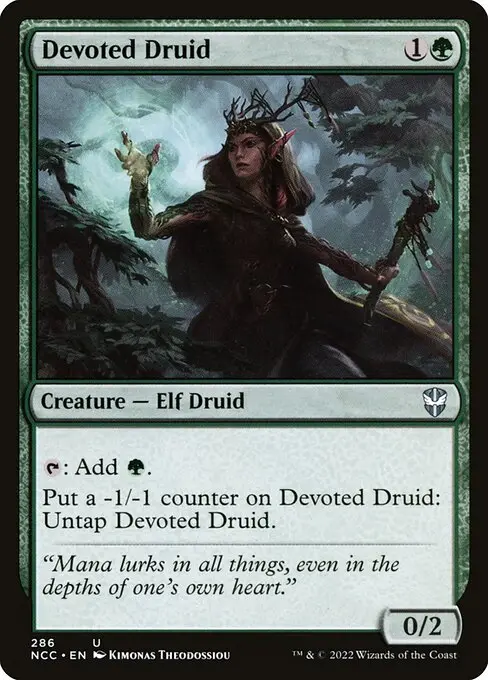 Devoted Druid 1
Creature — Elf Druid
: Add .
Put a -1/-1 counter on Devoted Druid:
Untap Devoted Druid.
“Mana lurks in all things, even in the
depths of one’s own heart.”
0/2
286 U
NCC • EN Kimonas Theodossiou
™ & © 2022 Wizards of the Coast